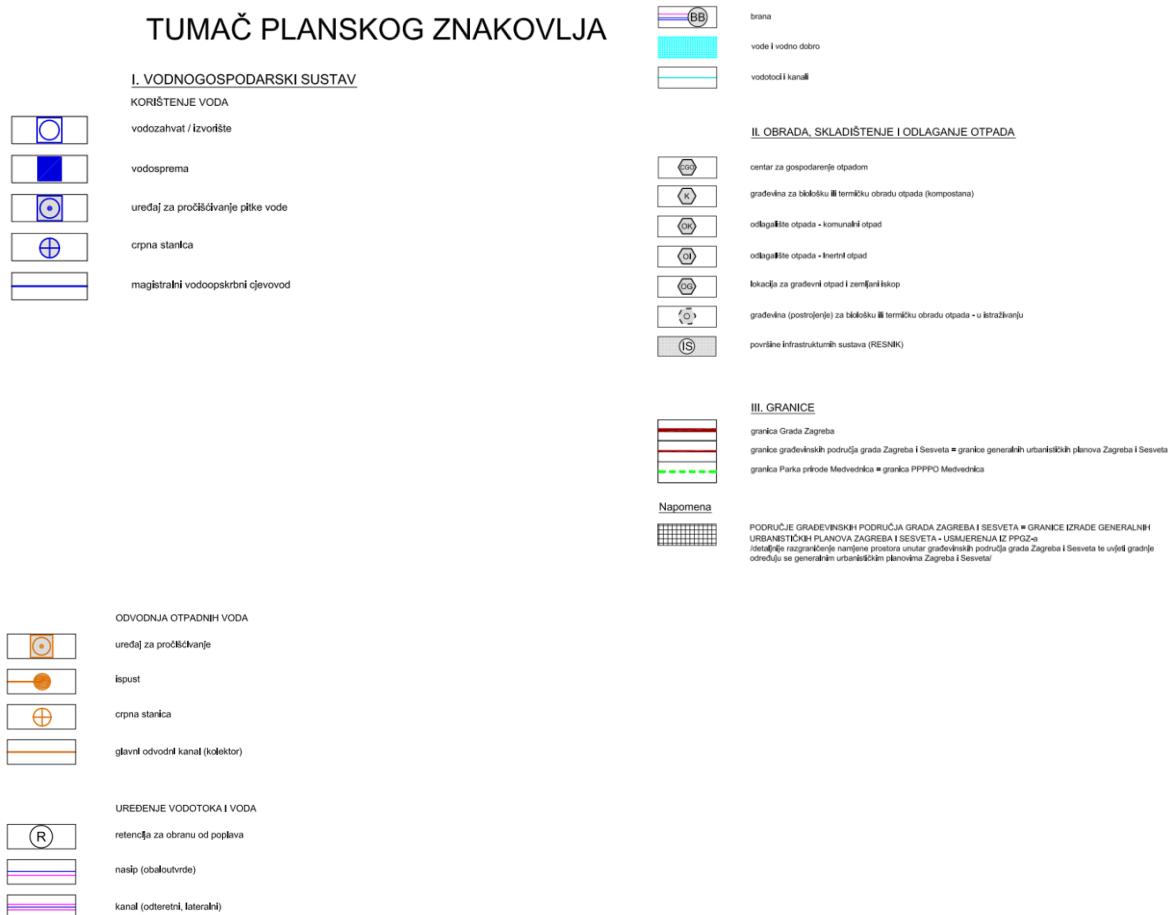 TUMAČ PLANSKOG ZNAKOVLJA
I. VODNOGOSPODARSKI SUSTAV
KORIŠTENJE VODA
vodozahvat / izvorište
vodosprema
uređaj za pročišćivanje pitke vode
crpna stanica
magistralni vodoopskrbni cjevovod
ODVODNJA OTPADNIH VODA
uređaj za pročišćivanje
ispust
crpna stanica
glavni odvodni kanal (kolektor)
UREĐENJE VODOTOKA I VODA
R retencija za obranu od poplava
nasip (obaloutvrde)
kanal (odteretni, lateralni)
BB brana
vode i vodno dobro
vodotoci i kanali
II. OBRADA, SKLADIŠTENJE I ODLAGANJE OTPADA
CGO centar za gospodarenje otpadom
K građevina za biološku ili termičku obradu otpada (kompostana)
OK odlagalište otpada - komunalni otpad
OI odlagalište otpada - inertni otpad
OG lokacija za građevni otpad i zemljani iskop
O građevina (postrojenje) za biološku ili termičku obradu otpada - u istraživanju
IS površine infrastrukturnih sustava (RESNIK)
III. GRANICE
granica Grada Zagreba
granice građevinskih područja grada Zagreba i Sesveta = granice generalnih urbanističkih planova Zagreba i Sesveta
granica Parka prirode Medvednica = granica PPPPO Medvednica
Napomena
PODRUČJE GRAĐEVINSKIH PODRUČJA GRADA ZAGREBA I SESVETA = GRANICE IZRADE GENERALNIH
URBANISTIČKIH PLANOVA ZAGREBA I SESVETA - USMJERENJA IZ PPGZ-a
/detaljnije razgraničenje namjene prostora unutar građevinskih područja grada Zagreba i Sesveta te uvjeti gradnje
određuju se generalnim urbanističkim planovima Zagreba i Sesveta/